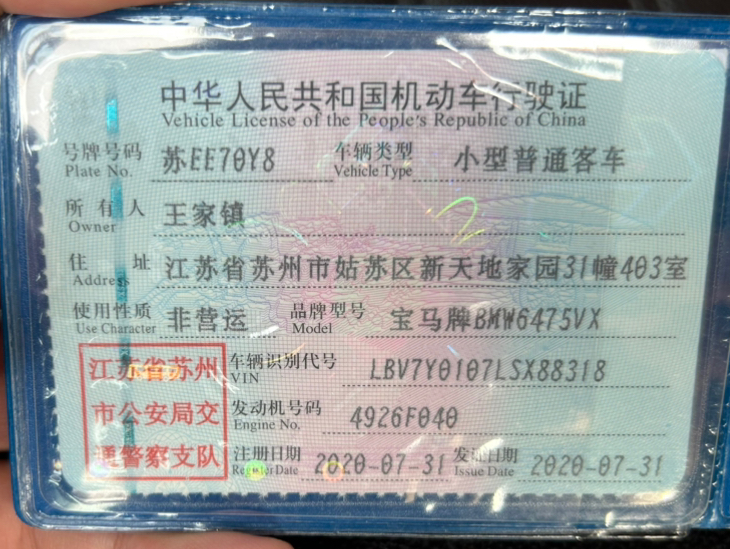 中华人民共和国机动车行驶证
Vehicle License of the People's Republic of China
号牌号码 苏EE70Y8 车辆类型 小型普通客车
Plate No. Vehicle Type
所有人 王家镇
Owner
住址 江苏省苏州市姑苏区新天地家园31幢403室
Address
使用性质 非营运 品牌型号 宝马牌BMW6475VX
Use Character Model
江苏省苏州 车辆识别代号 LBV7Y0107LSX88318
VIN
市公安局交 发动机号码 4926F040
Engine No.
通警察支队 注册日期 2020-07-31 发证日期 2020-07-31
Register Date Issue Date